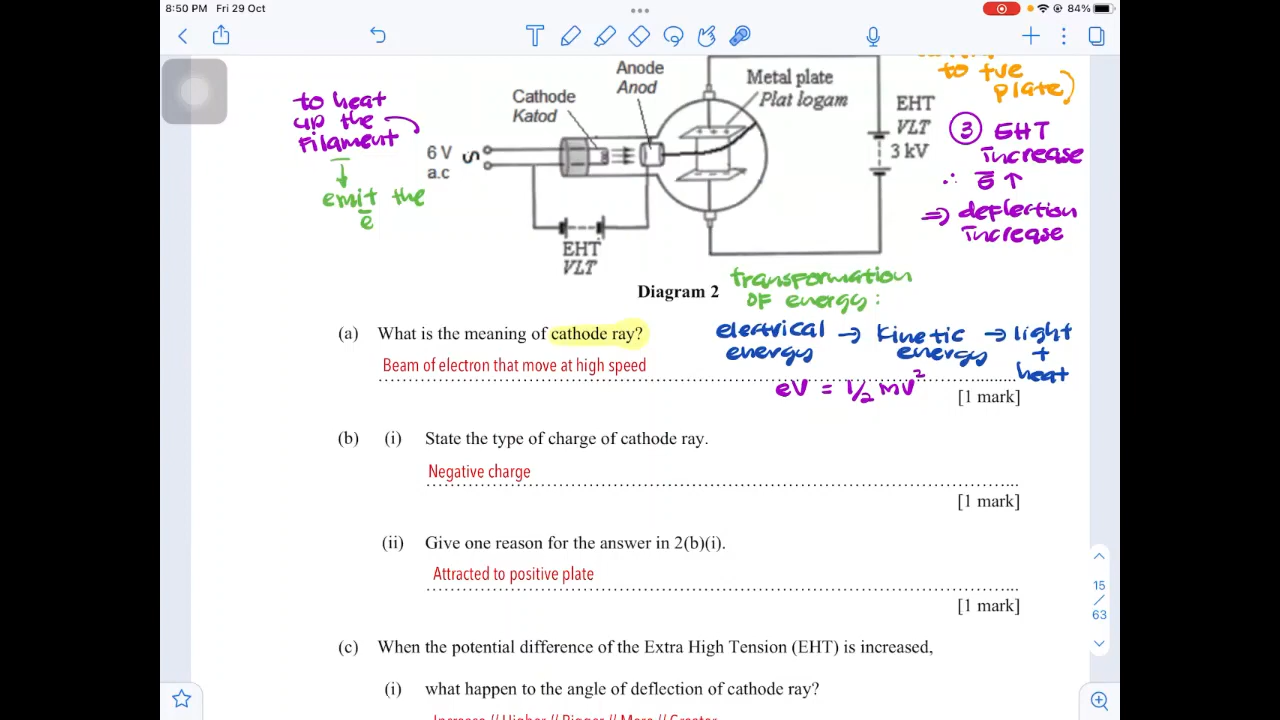 8:50 PM Fri 29 Oct
84%
to five
plate)
to heat
up the
filament
emit the
e̅
Cathode
Katod
Anode
Anod
Metal plate
Plat logam
6 V
a.c
EHT
VLT
3 kV
EHT
VLT
3 EHT
increase
∴ e̅ ↑
⇒ deflection
increase
Diagram 2
transformation
OF energy:
electrical energy → kinetic energy → light + heat
eV = 1/2 mv²
(a) What is the meaning of cathode ray?
Beam of electron that move at high speed
[1 mark]
(b) (i) State the type of charge of cathode ray.
Negative charge
[1 mark]
(ii) Give one reason for the answer in 2(b)(i).
Attracted to positive plate
[1 mark]
(c) When the potential difference of the Extra High Tension (EHT) is increased,
(i) what happen to the angle of deflection of cathode ray?
Increase // Higher // Bigger // More // Greater
15
/
63